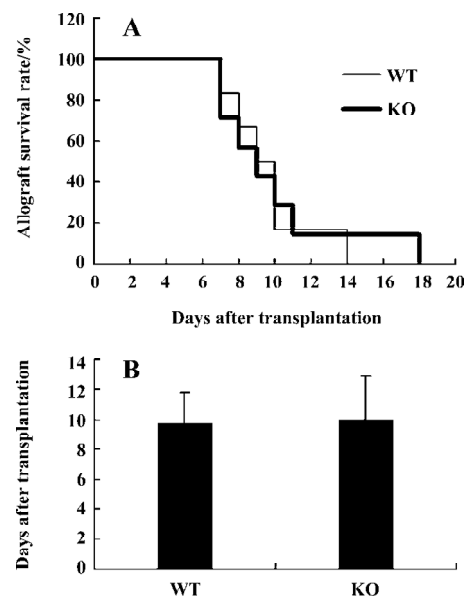 A
Allograft survival rate/%
120
100
80
60
40
20
0
WT
KO
0 2 4 6 8 10 12 14 16 18 20
Days after transplantation
B
Days after transplantation
14
12
10
8
6
4
2
0
WT KO